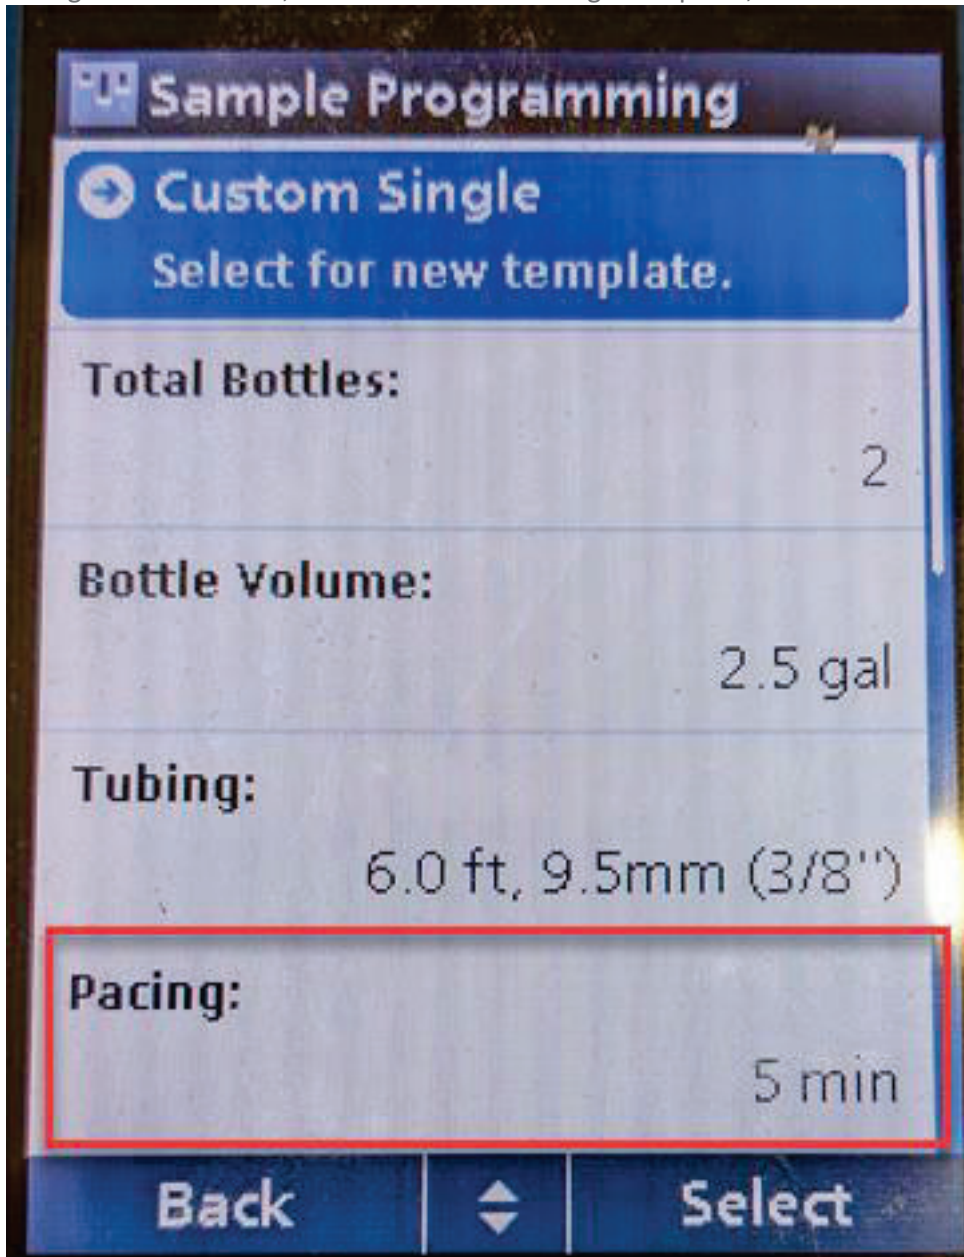 Sample Programming
Custom Single
Select for new template.
Total Bottles:
2
Bottle Volume:
2.5 gal
Tubing:
6.0 ft, 9.5mm (3/8'')
Pacing:
5 min
Back
Select